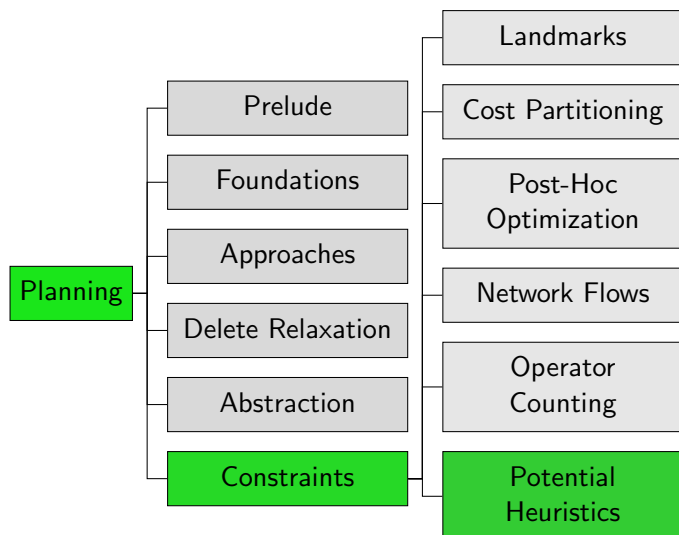 Planning
Prelude
Foundations
Approaches
Delete Relaxation
Abstraction
Constraints
Landmarks
Cost Partitioning
Post-Hoc
Optimization
Network Flows
Operator
Counting
Potential
Heuristics